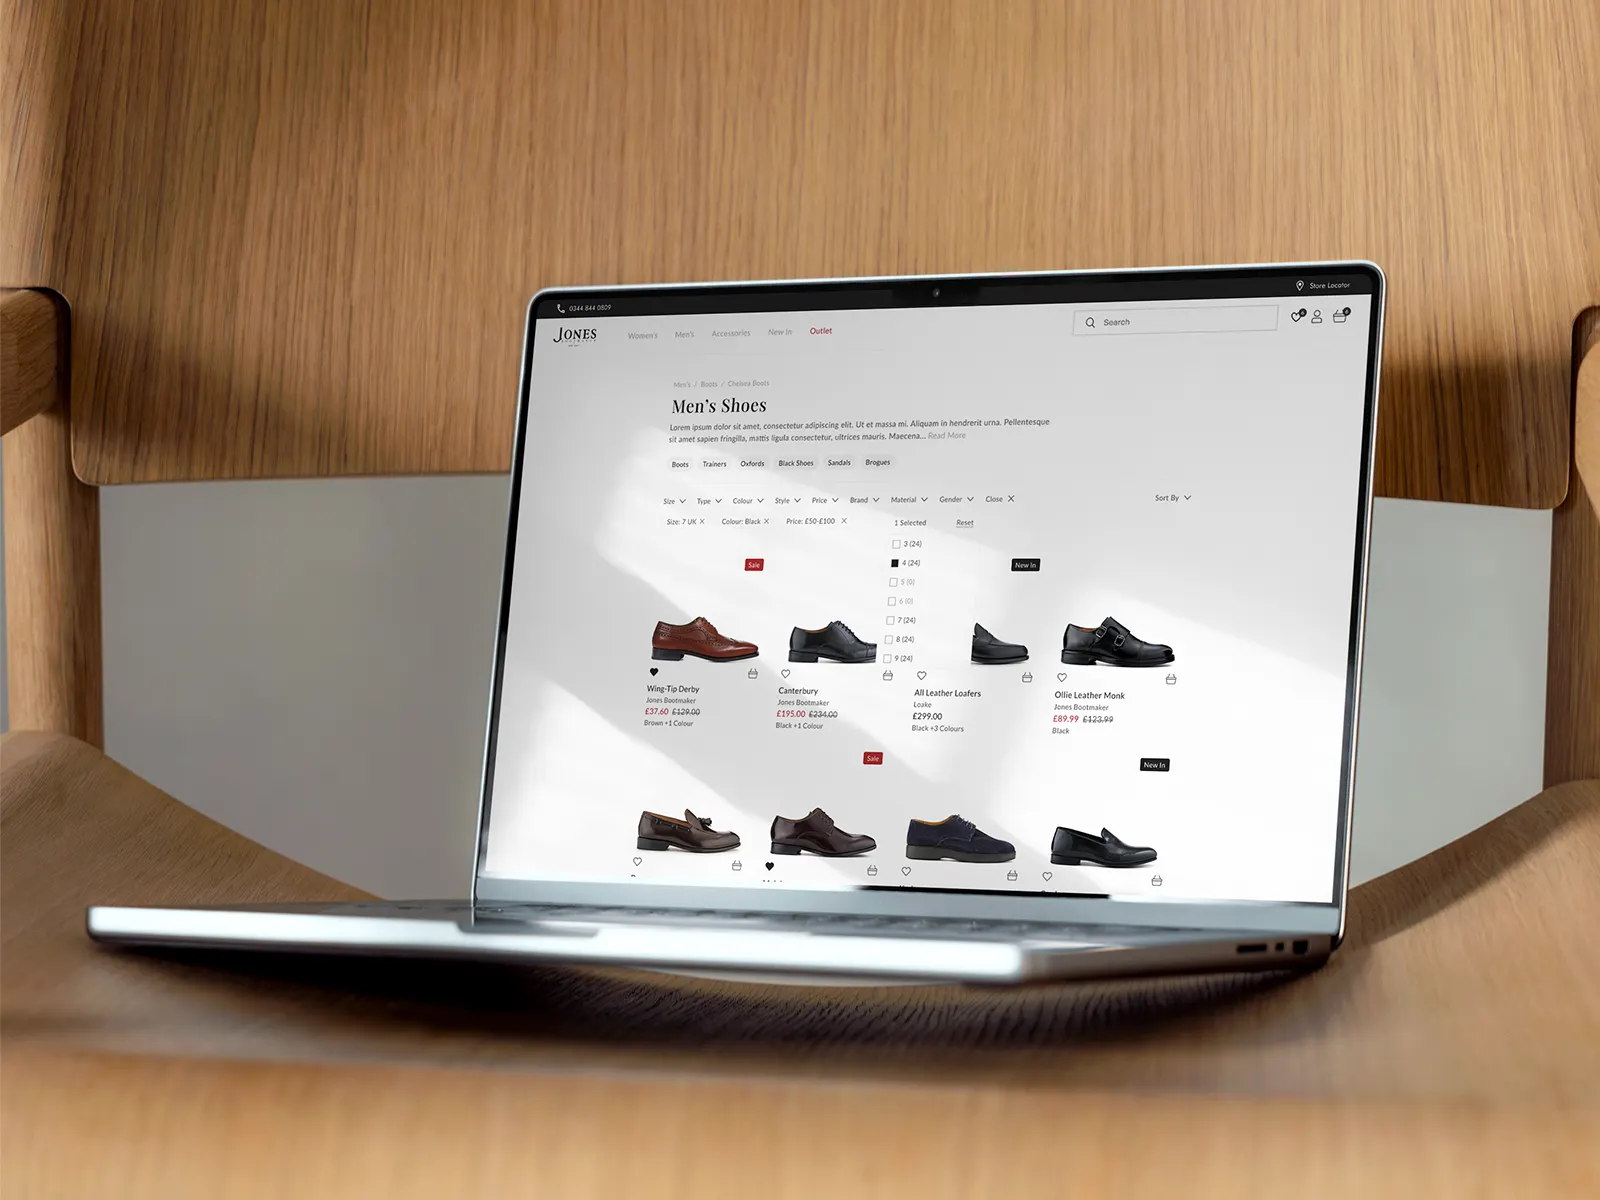 0344 844 0809
Store Locator
JONES
BOOTMAKER
Women's Men's Accessories New In Outlet
Search
Men's / Boots / Chelsea Boots
Men's Shoes
Lorem ipsum dolor sit amet, consectetur adipiscing elit. Ut et massa mi. Aliquam in hendrerit urna. Pellentesque
sit amet sapien fringilla, mattis ligula consectetur, ultrices mauris. Maecena... Read More
Boots Trainers Oxfords Black Shoes Sandals Brogues
Size Type Colour Style Price Brand Material Gender Close Sort By
Size: 7 UK Colour: Black Price: £50-£100 1 Selected Reset
3 (24)
4 (24)
5 (0)
6 (0)
7 (24)
8 (24)
9 (24)
Sale
New In
Wing-Tip Derby
Jones Bootmaker
£37.60 £129.00
Brown +1 Colour
Canterbury
Jones Bootmaker
£195.00 £234.00
Black +1 Colour
All Leather Loafers
Loake
£299.00
Black +3 Colours
Ollie Leather Monk
Jones Bootmaker
£89.99 £123.99
Black
Sale
New In